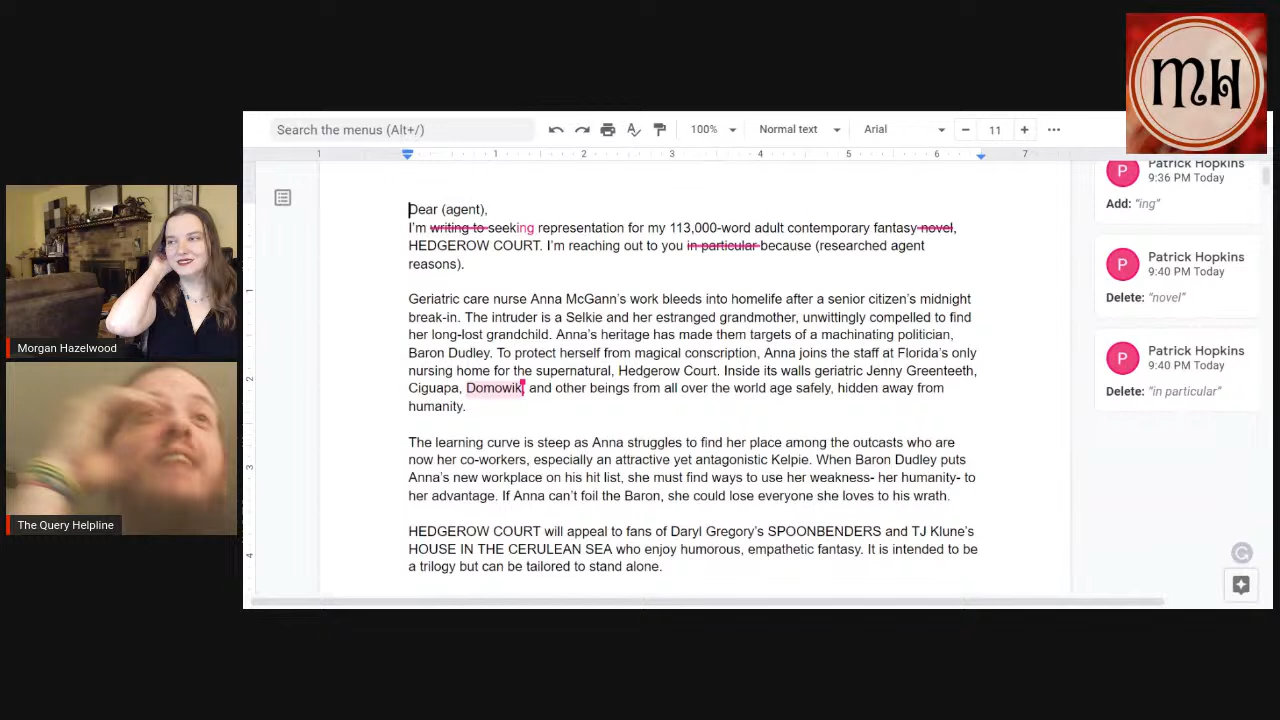 MH
Search the menus (Alt+/)
100%
Normal text
Arial
11
1 1 2 3 4 5 6 7
Patrick Hopkins
9:36 PM Today
Add: "ing"
Patrick Hopkins
9:40 PM Today
Delete: "novel"
Patrick Hopkins
9:40 PM Today
Delete: "in particular"
P
P
P
Dear (agent),
I'm writing to seeking representation for my 113,000-word adult contemporary fantasy novel,
HEDGEROW COURT. I'm reaching out to you in particular because (researched agent
reasons).
Geriatric care nurse Anna McGann's work bleeds into homelife after a senior citizen's midnight
break-in. The intruder is a Selkie and her estranged grandmother, unwittingly compelled to find
her long-lost grandchild. Anna's heritage has made them targets of a machinating politician,
Baron Dudley. To protect herself from magical conscription, Anna joins the staff at Florida's only
nursing home for the supernatural, Hedgerow Court. Inside its walls geriatric Jenny Greenteeth,
Ciguapa, Domowik, and other beings from all over the world age safely, hidden away from
humanity.
The learning curve is steep as Anna struggles to find her place among the outcasts who are
now her co-workers, especially an attractive yet antagonistic Kelpie. When Baron Dudley puts
Anna's new workplace on his hit list, she must find ways to use her weakness- her humanity- to
her advantage. If Anna can't foil the Baron, she could lose everyone she loves to his wrath.
HEDGEROW COURT will appeal to fans of Daryl Gregory's SPOONBENDERS and TJ Klune's
HOUSE IN THE CERULEAN SEA who enjoy humorous, empathetic fantasy. It is intended to be
a trilogy but can be tailored to stand alone.
1
2
3
4
Morgan Hazelwood
The Query Helpline